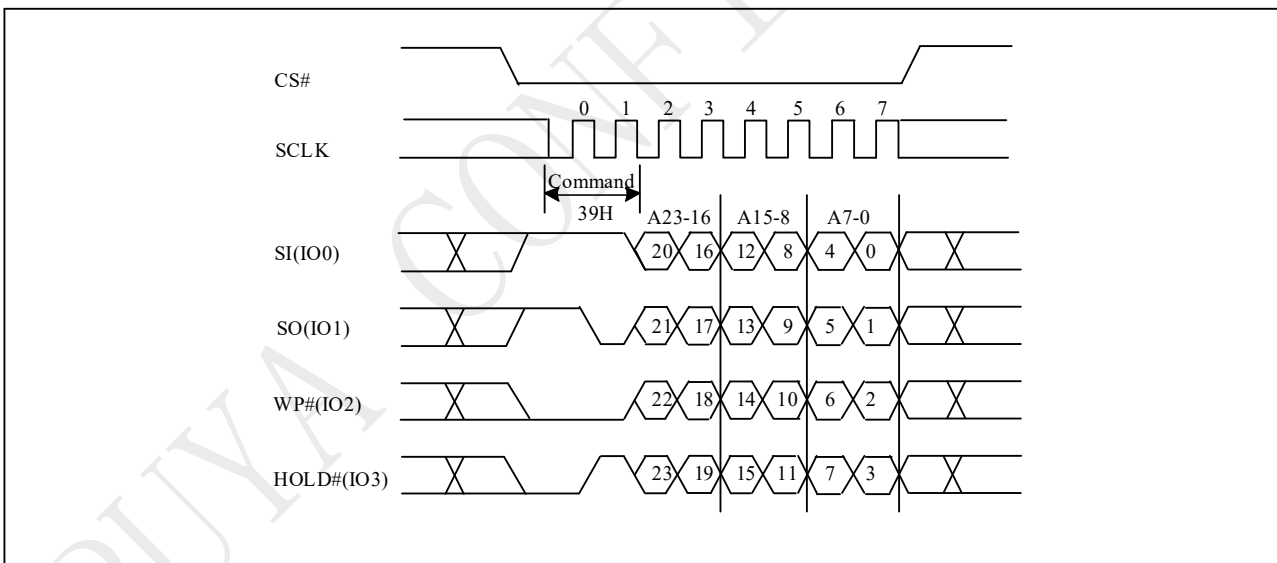 CS#
0 1 2 3 4 5 6 7
SCLK
Command
39H
A23-16 A15-8 A7-0
SI(IO0) 20 16 12 8 4 0
SO(IO1) 21 17 13 9 5 1
WP#(IO2) 22 18 14 10 6 2
HOLD#(IO3) 23 19 15 11 7 3
PUYA CONF